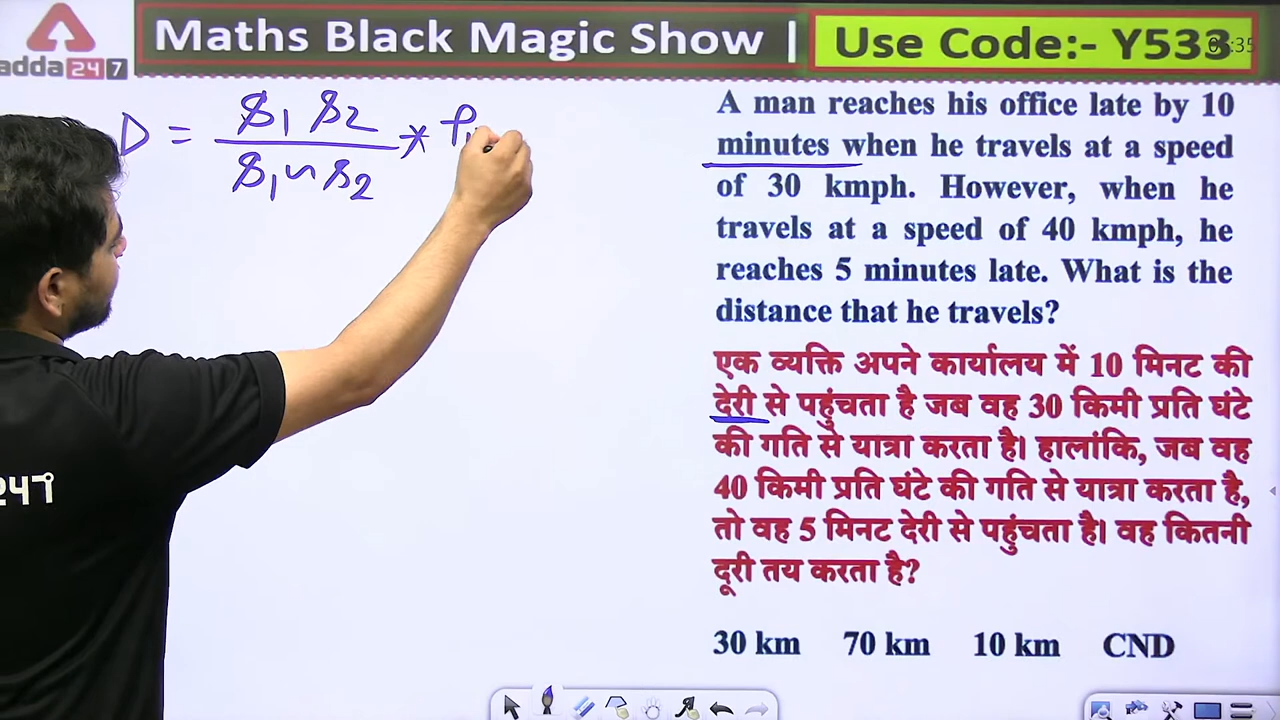 adda247
Maths Black Magic Show | Use Code:- Y533
D = S₁ S₂ / S₁ ~ S₂ *
A man reaches his office late by 10
minutes when he travels at a speed
of 30 kmph. However, when he
travels at a speed of 40 kmph, he
reaches 5 minutes late. What is the
distance that he travels?
एक व्यक्ति अपने कार्यालय में 10 मिनट की
देरी से पहुंचता है जब वह 30 किमी प्रति घंटे
की गति से यात्रा करता है। हालांकि, जब वह
40 किमी प्रति घंटे की गति से यात्रा करता है,
तो वह 5 मिनट देरी से पहुंचता है। वह कितनी
दूरी तय करता है?
30 km 70 km 10 km CND
247